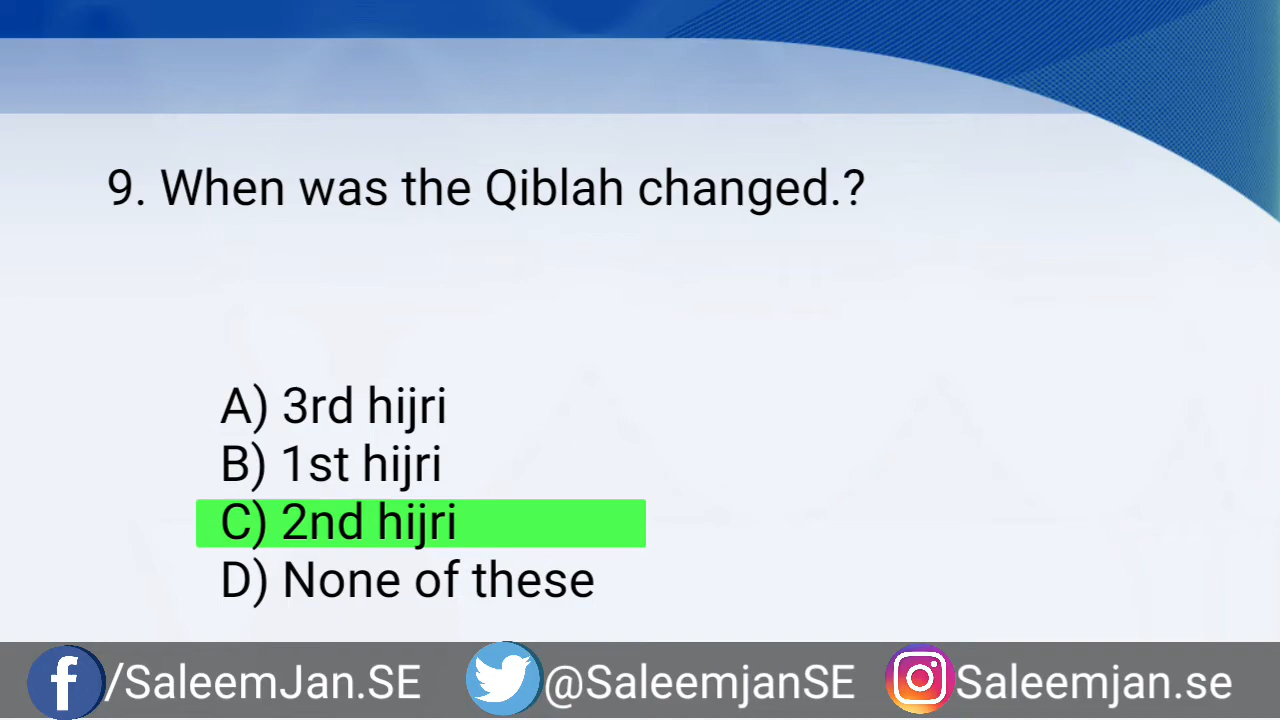 9. When was the Qiblah changed.?
A) 3rd hijri
B) 1st hijri
C) 2nd hijri
D) None of these
/SaleemJan.SE @SaleemjanSE Saleemjan.se